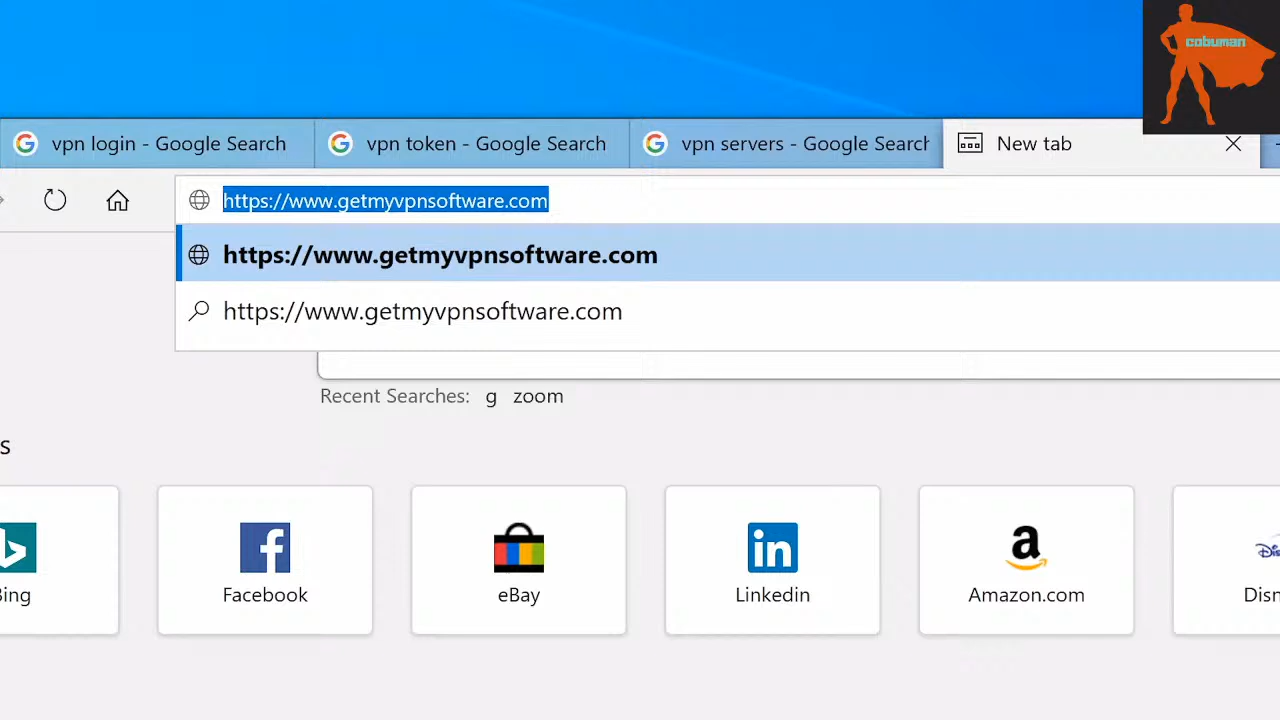 cobuman
vpn login - Google Search
vpn token - Google Search
vpn servers - Google Search
New tab
https://www.getmyvpnsoftware.com
https://www.getmyvpnsoftware.com
https://www.getmyvpnsoftware.com
Recent Searches: g zoom
s
Bing
Facebook
eBay
Linkedin
Amazon.com
Disn